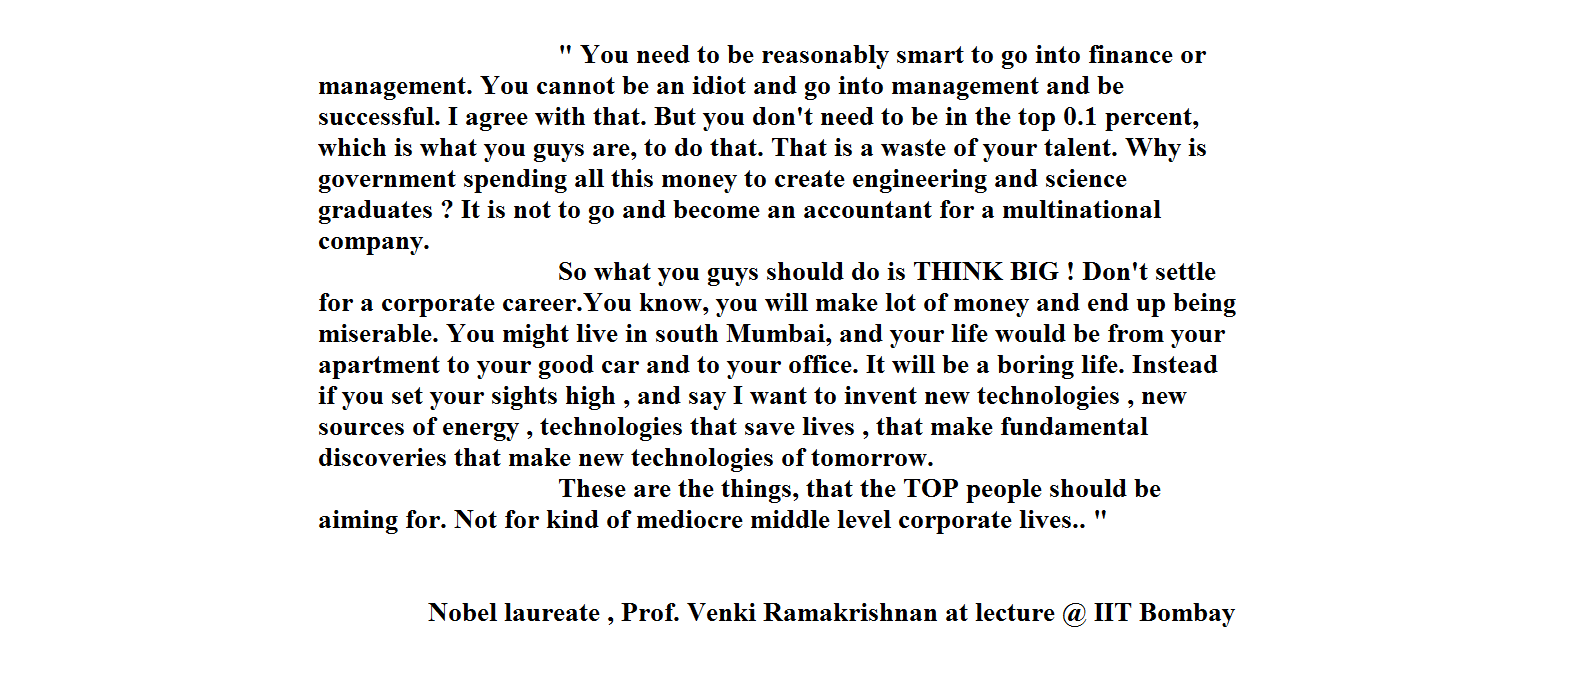 " You need to be reasonably smart to go into finance or
management. You cannot be an idiot and go into management and be
successful. I agree with that. But you don't need to be in the top 0.1 percent,
which is what you guys are, to do that. That is a waste of your talent. Why is
government spending all this money to create engineering and science
graduates ? It is not to go and become an accountant for a multinational
company.
So what you guys should do is THINK BIG ! Don't settle
for a corporate career.You know, you will make lot of money and end up being
miserable. You might live in south Mumbai, and your life would be from your
apartment to your good car and to your office. It will be a boring life. Instead
if you set your sights high , and say I want to invent new technologies , new
sources of energy , technologies that save lives , that make fundamental
discoveries that make new technologies of tomorrow.
These are the things, that the TOP people should be
aiming for. Not for kind of mediocre middle level corporate lives.. "
Nobel laureate , Prof. Venki Ramakrishnan at lecture @ IIT Bombay